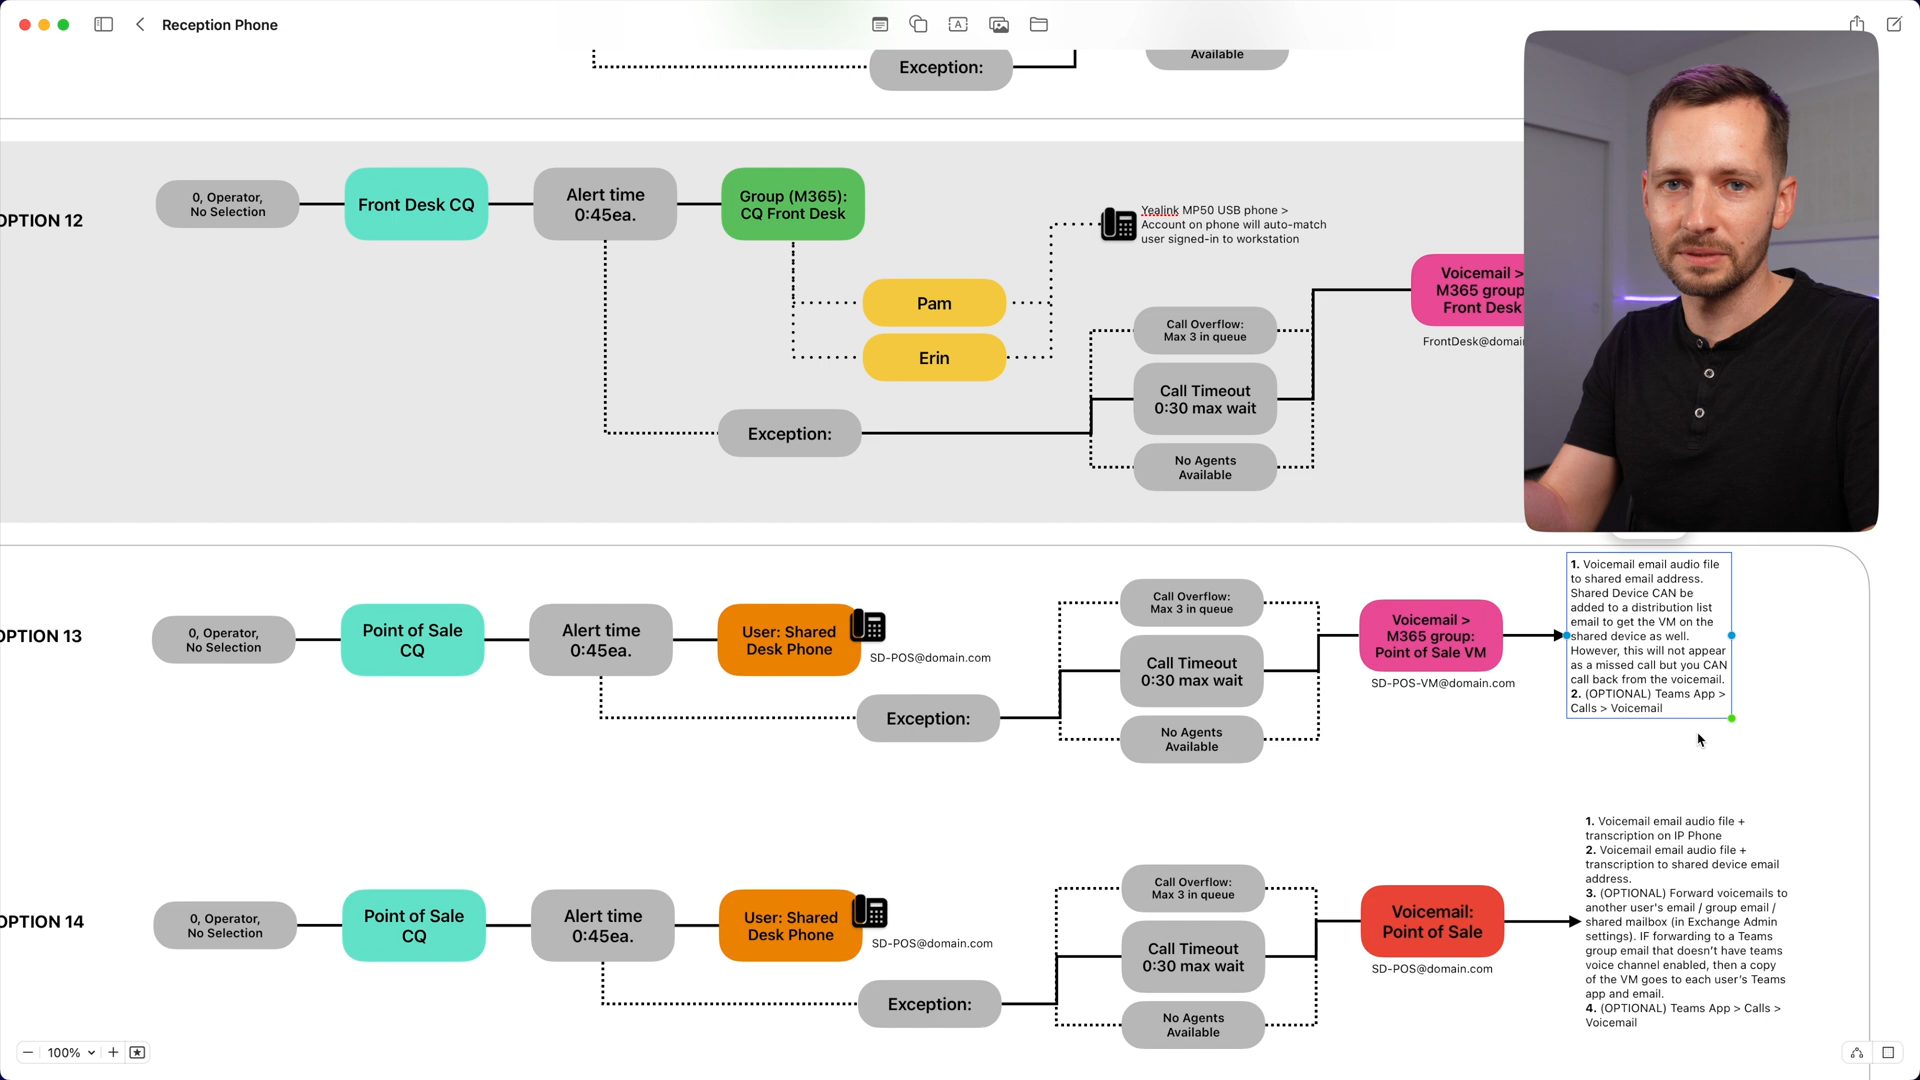 Reception Phone
Exception:
Available
OPTION 12
0, Operator,
No Selection
Front Desk CQ
Alert time
0:45ea.
Group (M365):
CQ Front Desk
Yealink MP50 USB phone >
Account on phone will auto-match
user signed-in to workstation
Pam
Erin
Exception:
Call Overflow:
Max 3 in queue
Call Timeout
0:30 max wait
No Agents
Available
Voicemail >
M365 group
Front Desk
FrontDesk@domai
OPTION 13
0, Operator,
No Selection
Point of Sale
CQ
Alert time
0:45ea.
User: Shared
Desk Phone
SD-POS@domain.com
Exception:
Call Overflow:
Max 3 in queue
Call Timeout
0:30 max wait
No Agents
Available
Voicemail >
M365 group:
Point of Sale VM
SD-POS-VM@domain.com
1. Voicemail email audio file
to shared email address.
Shared Device CAN be
added to a distribution list
email to get the VM on the
shared device as well.
However, this will not appear
as a missed call but you CAN
call back from the voicemail.
2. (OPTIONAL) Teams App >
Calls > Voicemail
OPTION 14
0, Operator,
No Selection
Point of Sale
CQ
Alert time
0:45ea.
User: Shared
Desk Phone
SD-POS@domain.com
Exception:
Call Overflow:
Max 3 in queue
Call Timeout
0:30 max wait
No Agents
Available
Voicemail:
Point of Sale
SD-POS@domain.com
1. Voicemail email audio file +
transcription on IP Phone
2. Voicemail email audio file +
transcription to shared device email
address.
3. (OPTIONAL) Forward voicemails to
another user's email / group email /
shared mailbox (in Exchange Admin
settings). IF forwarding to a Teams
group email that doesn't have teams
voice channel enabled, then a copy
of the VM goes to each user's Teams
app and email.
4. (OPTIONAL) Teams App > Calls >
Voicemail
100%